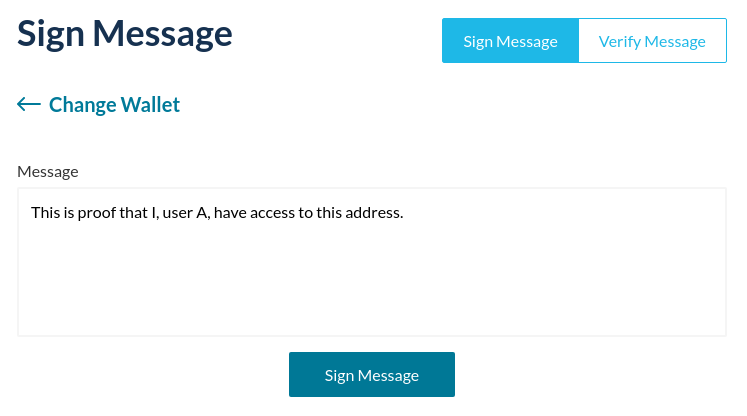 Sign Message
Sign Message
Verify Message
Change Wallet
Message
This is proof that I, user A, have access to this address.
Sign Message